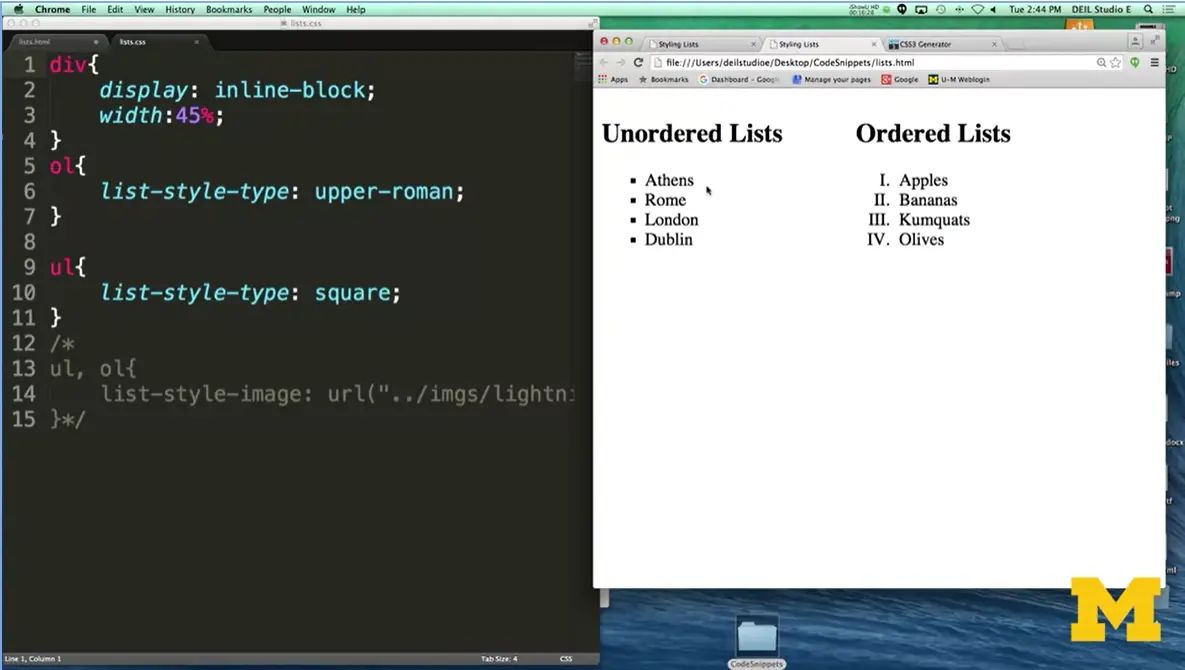 Chrome File Edit View History Bookmarks People Window Help
Tue 2:44 PM DEIL Studio E
lists.css
lists.html
lists.css
1 div{
2 display: inline-block;
3 width:45%;
4 }
5 ol{
6 list-style-type: upper-roman;
7 }
8
9 ul{
10 list-style-type: square;
11 }
12 /*
13 ul, ol{
14 list-style-image: url("../imgs/lightni
15 }*/
Line 1, Column 1
Tab Size: 4
CSS
Styling Lists
Styling Lists
CSS3 Generator
file:///Users/deilstudioe/Desktop/CodeSnippets/lists.html
Apps Bookmarks Dashboard - Googl Manage your pages Google U-M Weblogin
Unordered Lists
▪ Athens
▪ Rome
▪ London
▪ Dublin
Ordered Lists
I. Apples
II. Bananas
III. Kumquats
IV. Olives
CodeSnippets
M